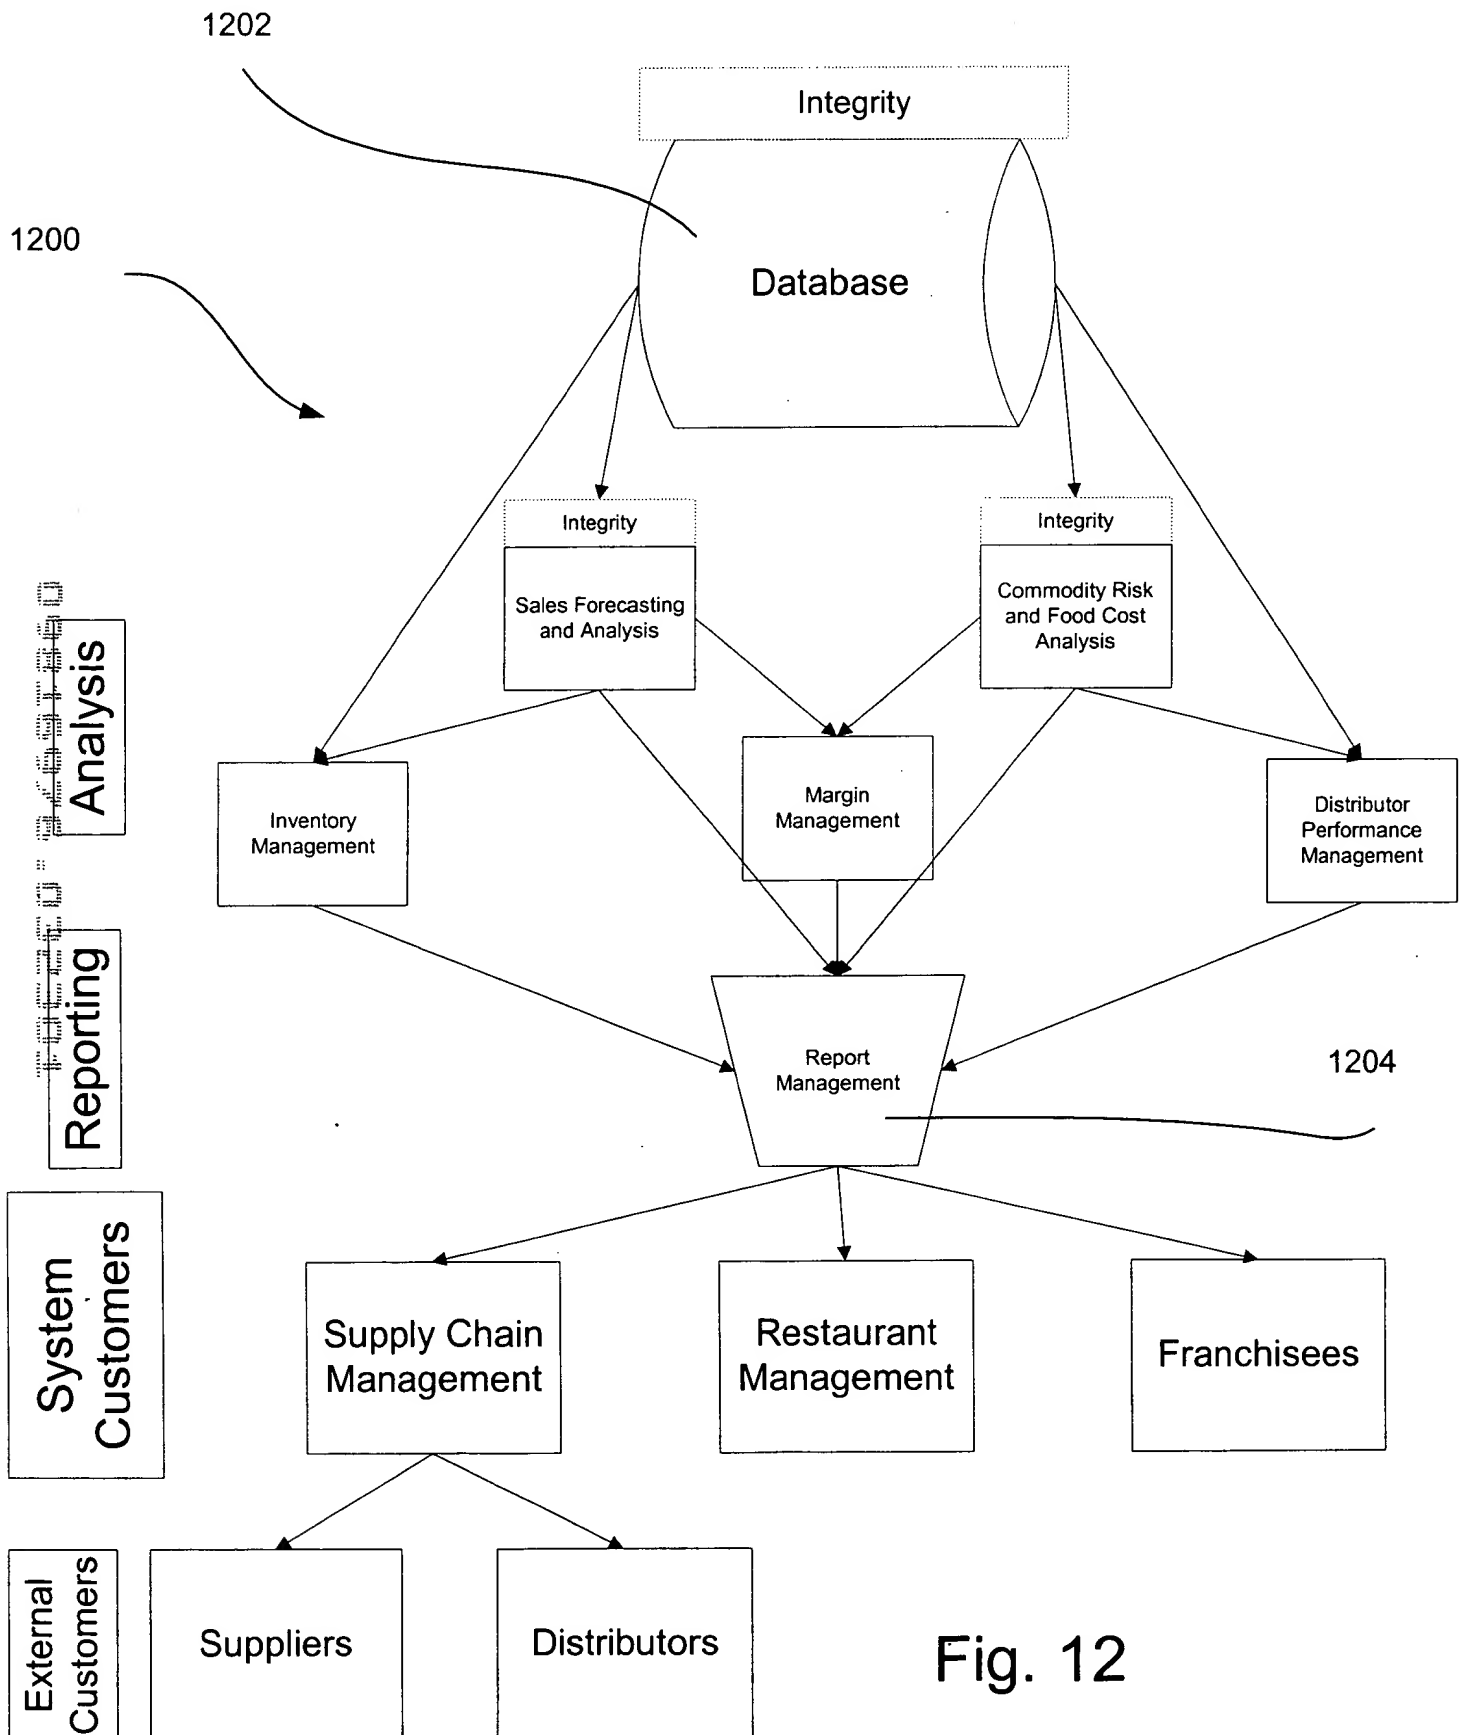 1202
Integrity
1200
Database
Integrity
Integrity
Sales Forecasting
and Analysis
Commodity Risk
and Food Cost
Analysis
Analysis
Inventory
Management
Margin
Management
Distributor
Performance
Management
Reporting
Report
Management
1204
System
Customers
Supply Chain
Management
Restaurant
Management
Franchisees
External
Customers
Suppliers
Distributors
Fig. 12